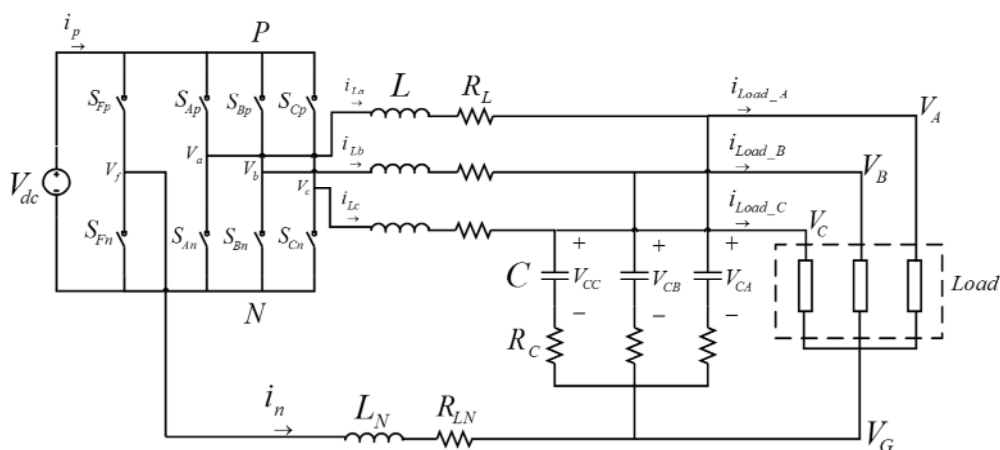 i_p
P
S_Fp
S_Ap
S_Bp
S_Cp
i_La
L
R_L
i_Load_A
V_A
V_a
V_f
V_b
V_c
i_Lb
i_Load_B
V_B
V_dc
+
−
i_Lc
i_Load_C
V_C
S_Fn
S_An
S_Bn
S_Cn
+
+
+
C
V_CC
V_CB
V_CA
Load
−
−
−
N
R_C
i_n
L_N
R_LN
V_G